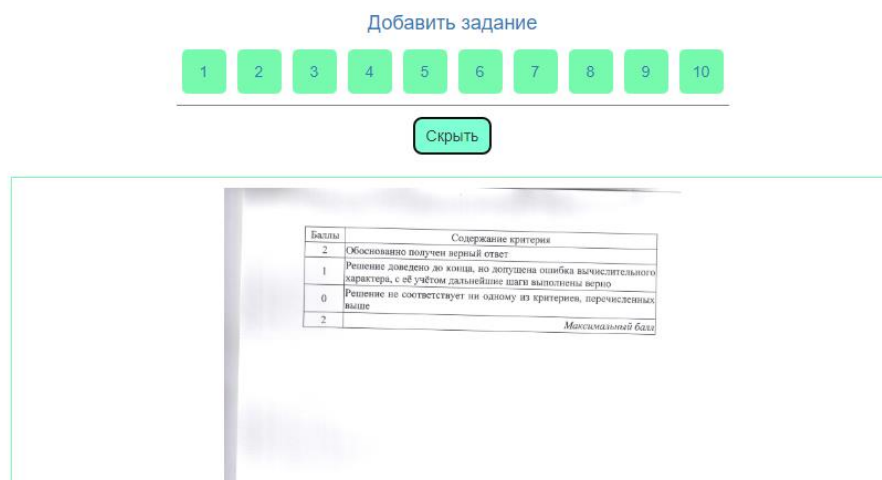 Добавить задание
1 2 3 4 5 6 7 8 9 10
Скрыть
Баллы Содержание критерия
2 Обоснованно получен верный ответ
1 Решение доведено до конца, но допущена ошибка вычислительного
характера, с её учётом дальнейшие шаги выполнены верно
0 Решение не соответствует ни одному из критериев, перечисленных
выше
2 Максимальный балл